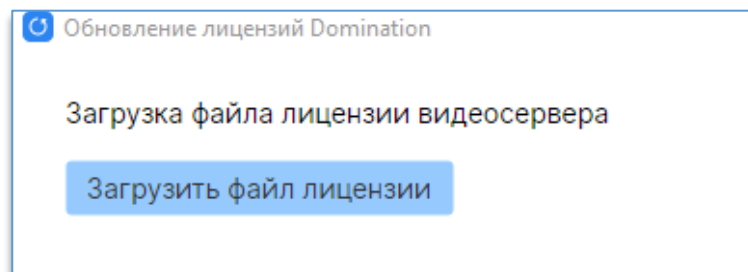 Обновление лицензий Domination
Загрузка файла лицензии видеосервера
Загрузить файл лицензии